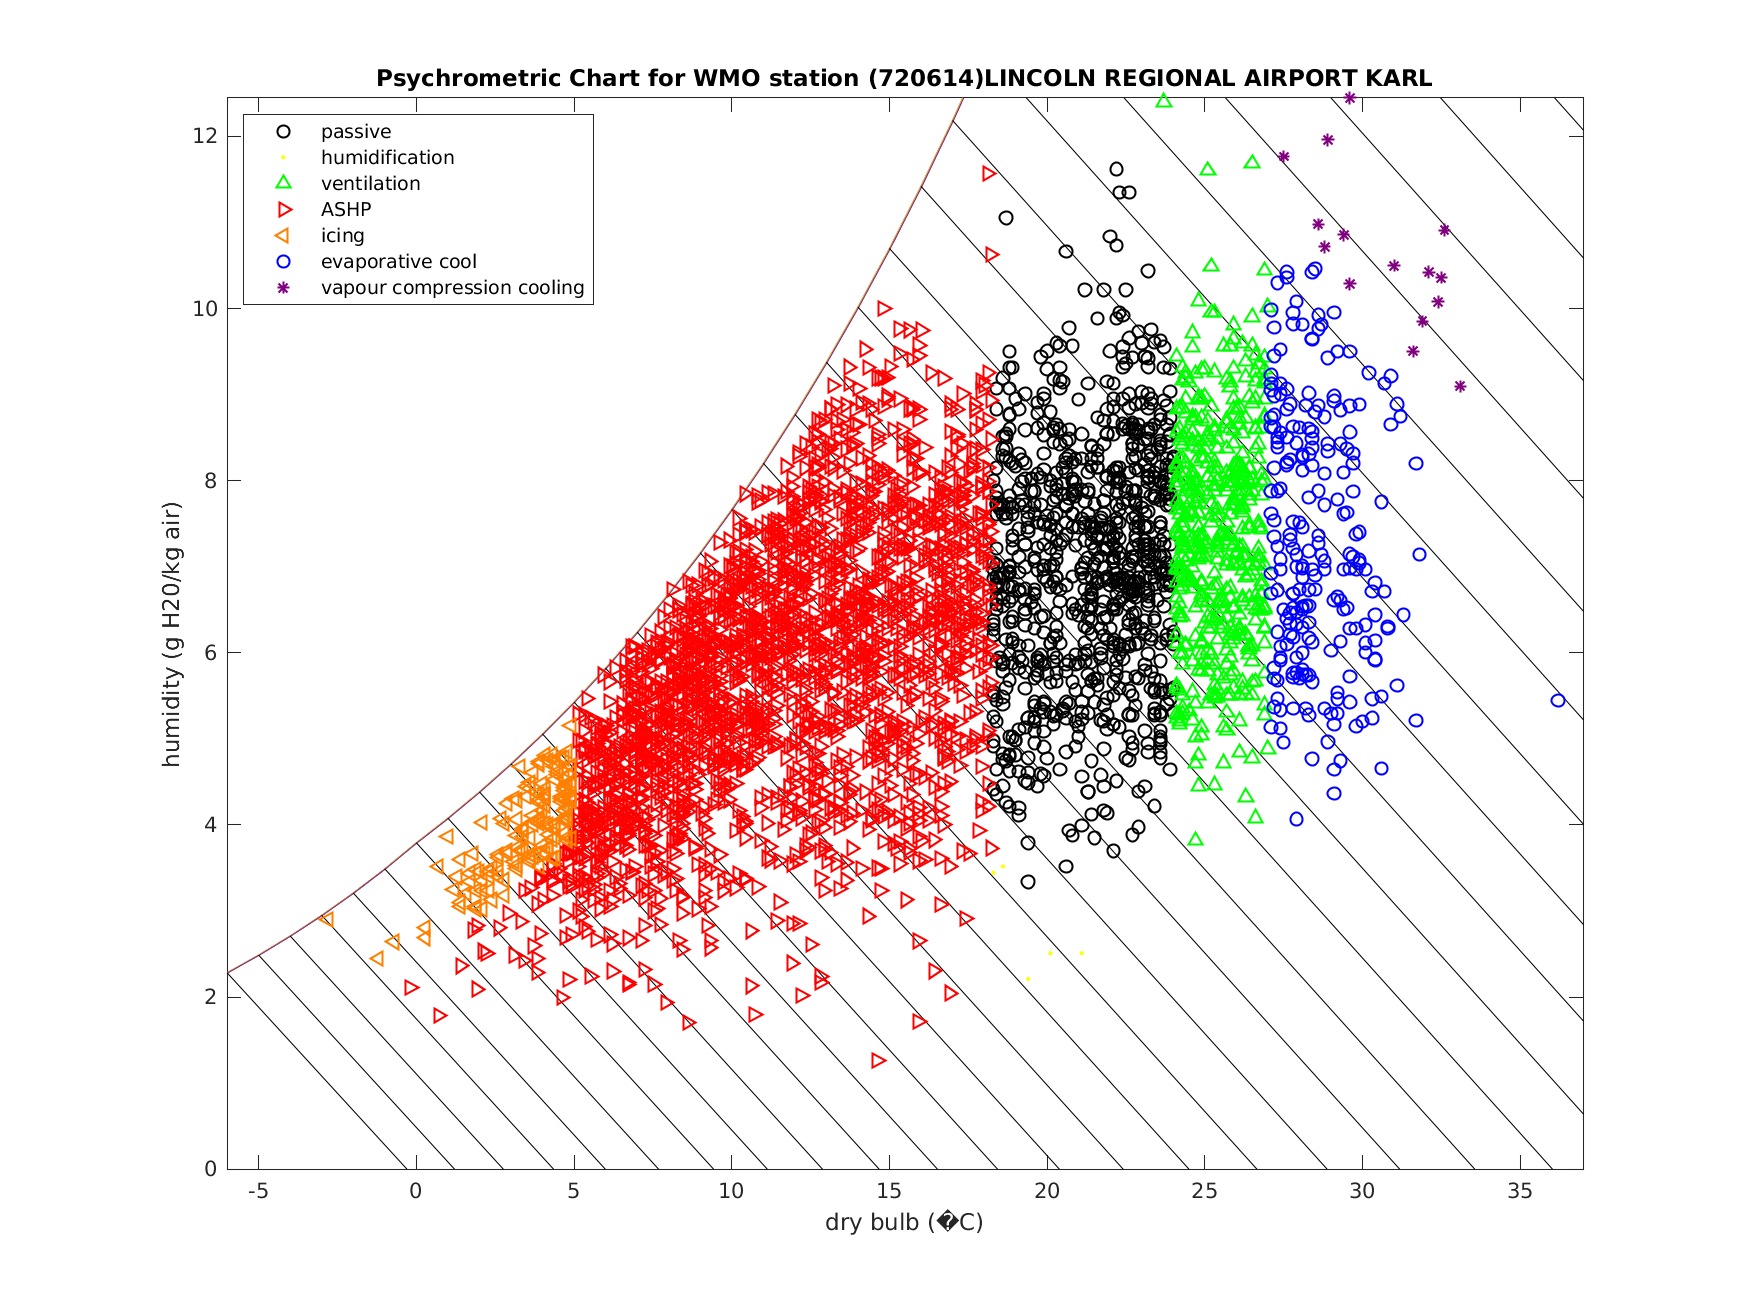 Psychrometric Chart for WMO station (720614)LINCOLN REGIONAL AIRPORT KARL
passive
humidification
ventilation
ASHP
icing
evaporative cool
vapour compression cooling
humidity (g H20/kg air)
12
10
8
6
4
2
0
-5 0 5 10 15 20 25 30 35
dry bulb (�C)